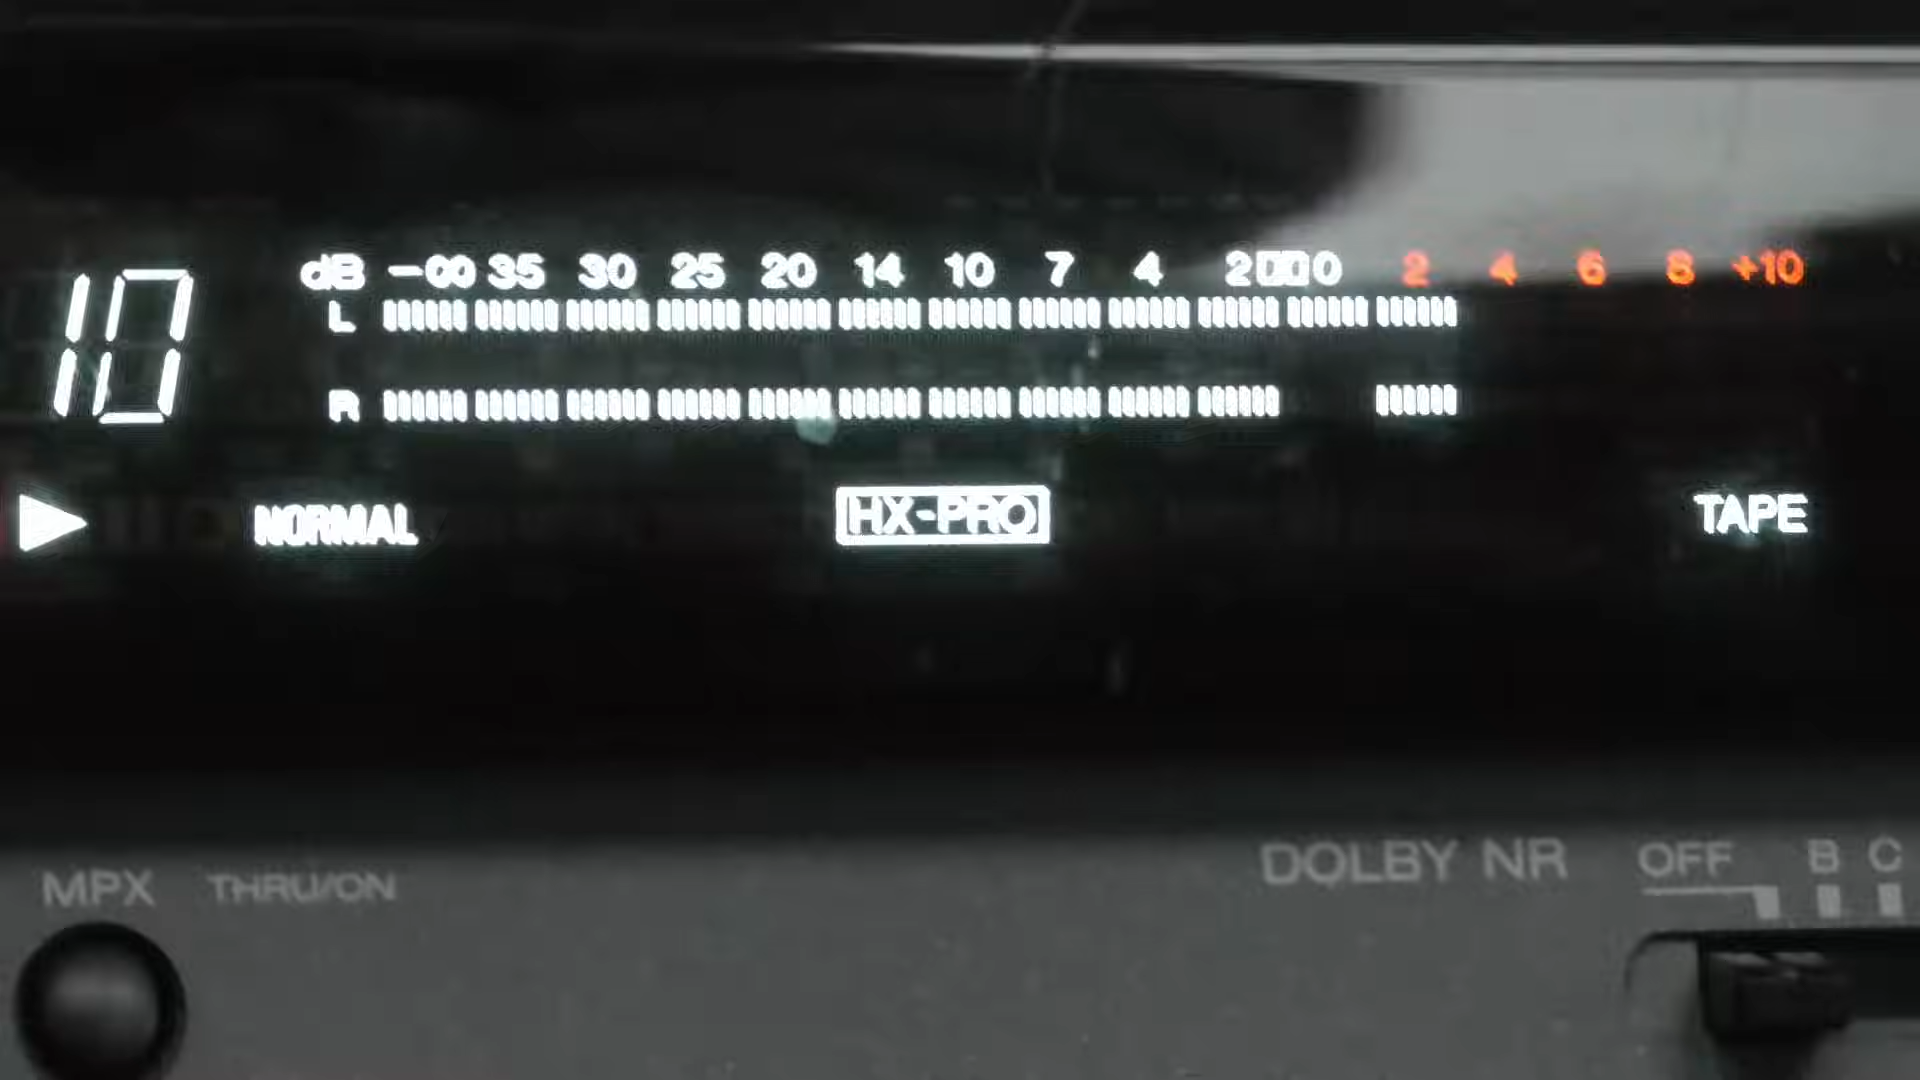 10
dB -∞ 35 30 25 20 14 10 7 4 2 0 2 4 6 8 +10
L
R
NORMAL HX-PRO TAPE
MPX THRU/ON DOLBY NR OFF B C